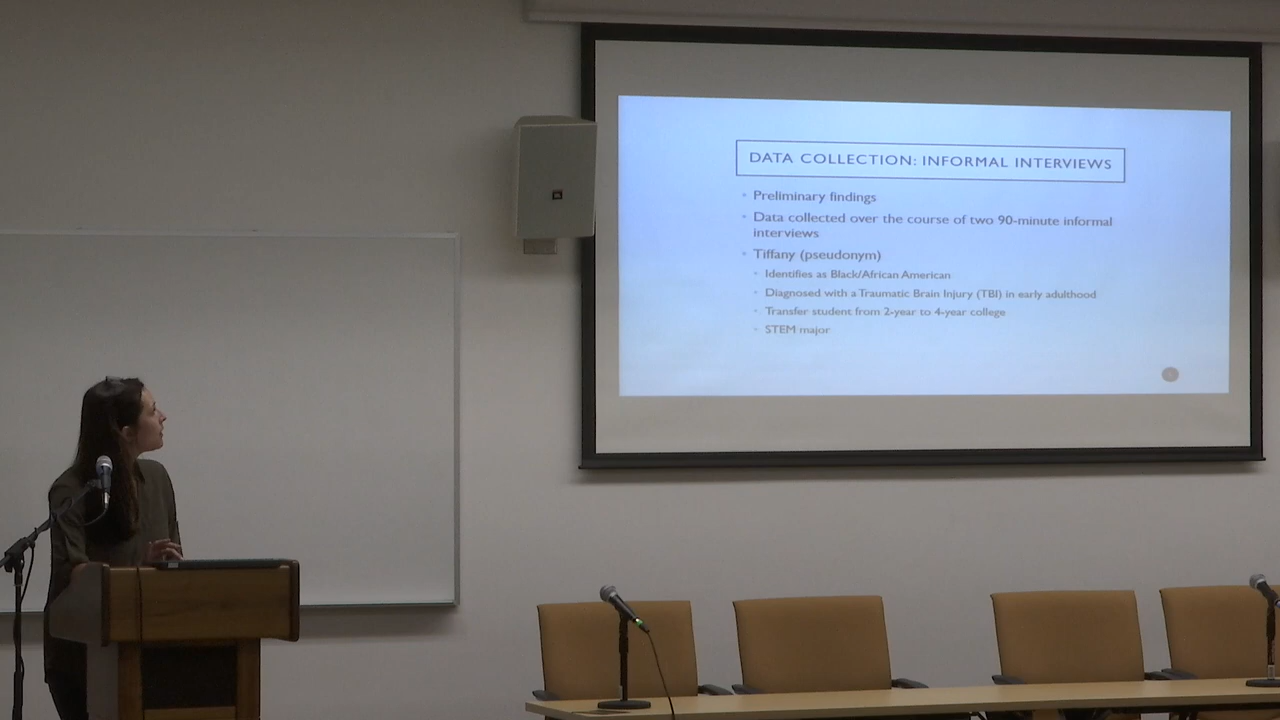 DATA COLLECTION: INFORMAL INTERVIEWS
Preliminary findings
Data collected over the course of two 90-minute informal
interviews
Tiffany (pseudonym)
Identifies as Black/African American
Diagnosed with a Traumatic Brain Injury (TBI) in early adulthood
Transfer student from 2-year to 4-year college
STEM major